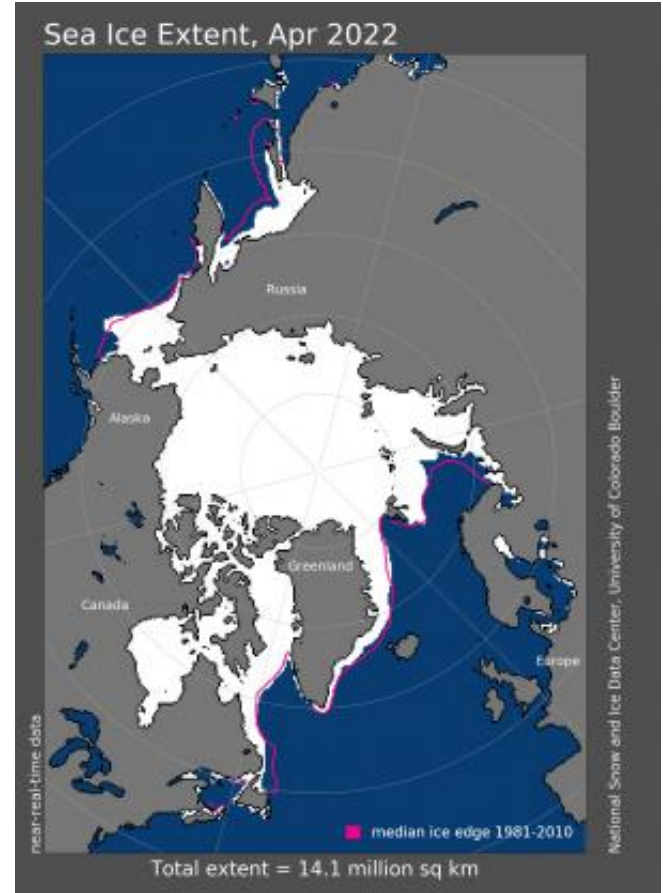 Sea Ice Extent, Apr 2022
Russia
Alaska
Greenland
Canada
Europe
near-real-time data
National Snow and Ice Data Center, University of Colorado Boulder
median ice edge 1981-2010
Total extent = 14.1 million sq km